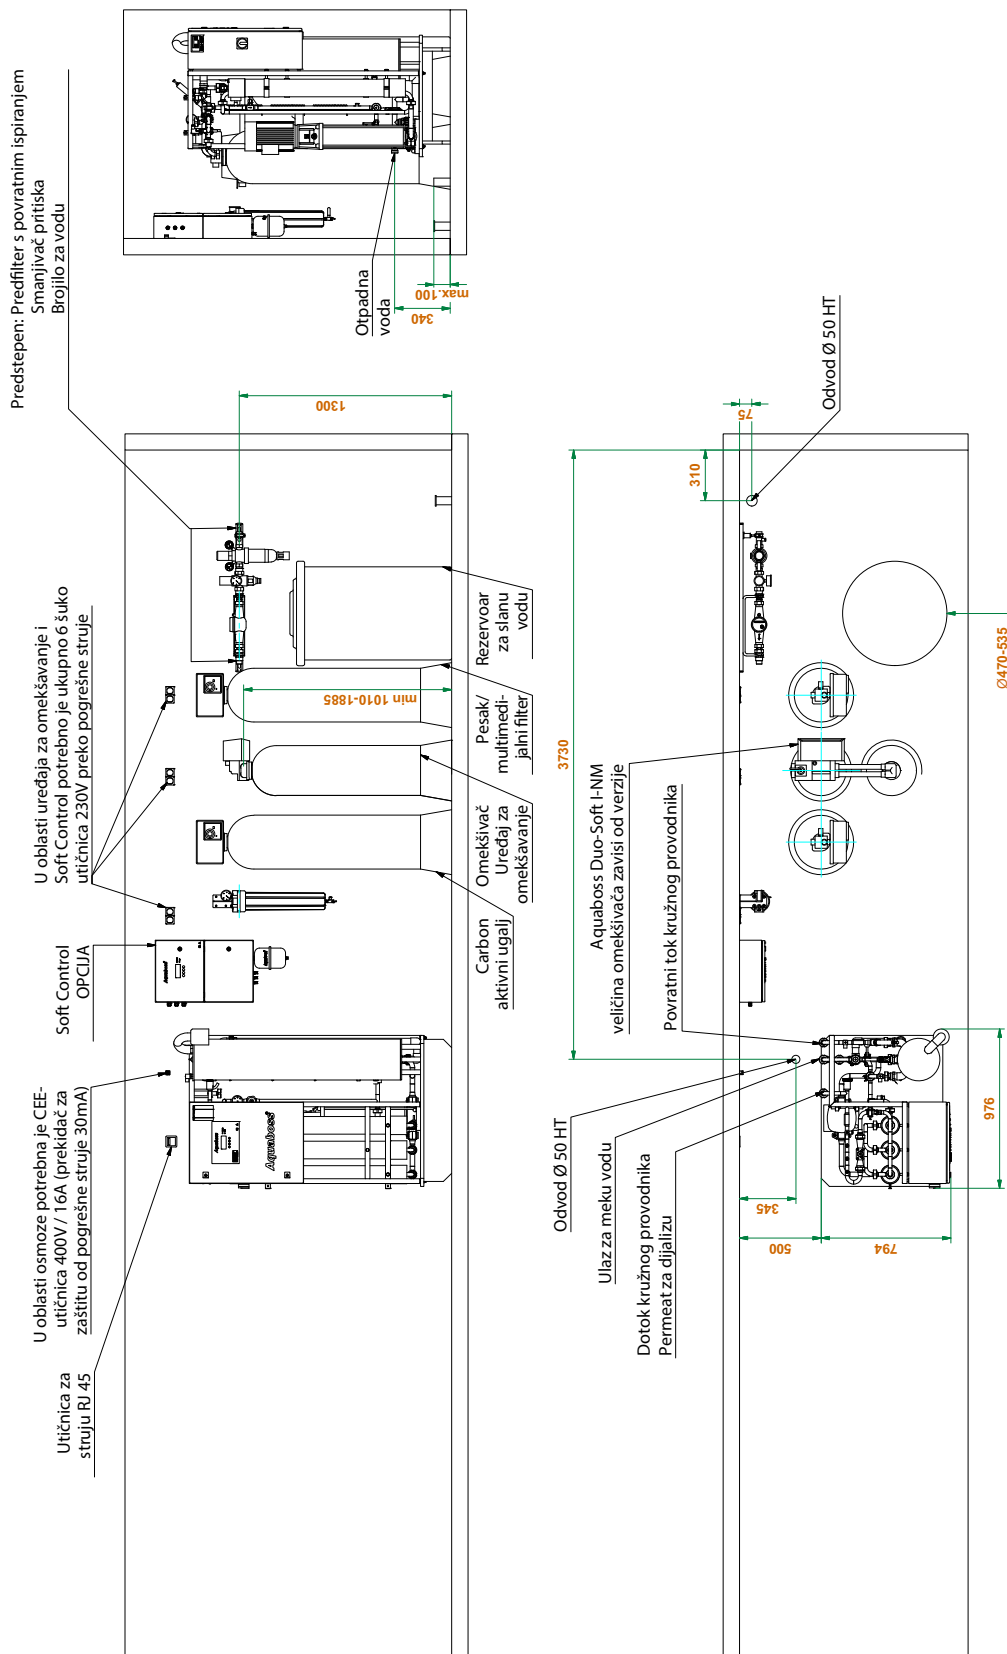 Predstepen: Predfilter s povratnim ispiranjem
Smanjivač pritiska
Brojilo za vodu
U oblasti uređaja za omekšavanje i
Soft Control potrebno je ukupno 6 šuko
utičnica 230V preko pogrešne struje
Soft Control
OPCIJA
U oblasti osmoze potrebna je CEE-
utičnica 400V / 16A (prekidač za
zaštitu od pogrešne struje 30mA)
Utičnica za
struju RJ 45
Aquaboss
Carbon
aktivni ugalj
Omekšivač
Uređaj za
omekšavanje
Pesak/
multimedi-
jalni filter
Rezervoar
za slanu
vodu
min 1010-1885
1300
Otpadna
voda
340
max.100
3730
310
75
Odvod Ø 50 HT
Ø470-535
Aquaboss Duo-Soft I-NM
veličina omekšivača zavisi od verzije
Povratni tok kružnog provodnika
Odvod Ø 50 HT
Ulaz za meku vodu
Dotok kružnog provodnika
Permeat za dijalizu
345
500
794
976